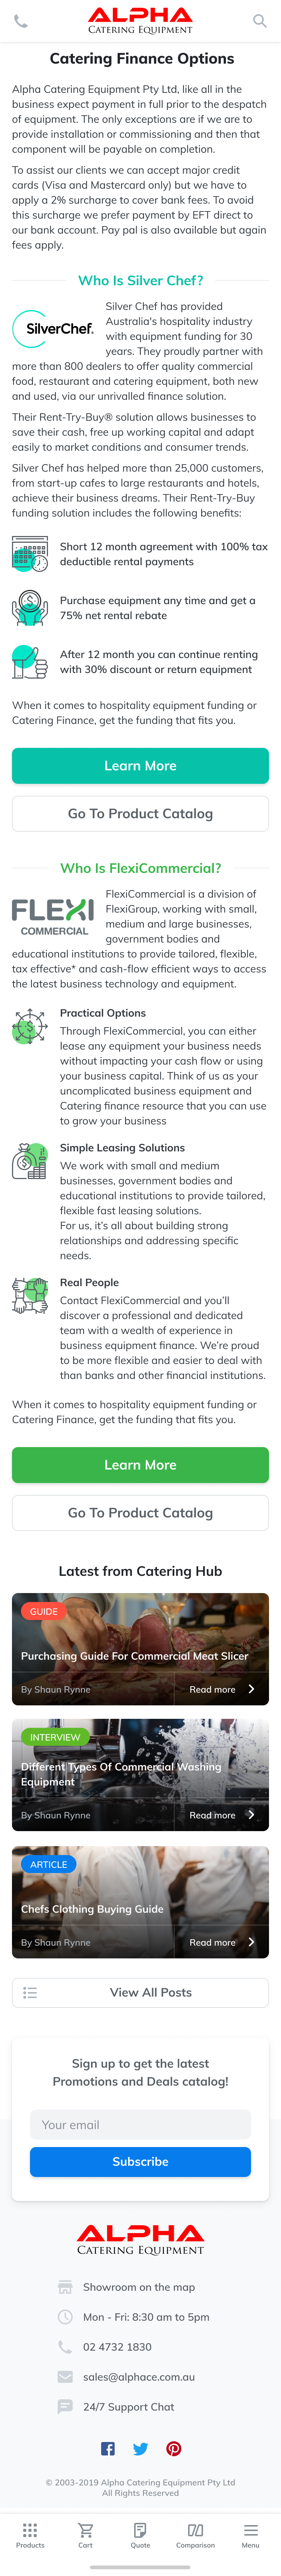 ALPHA
CATERING EQUIPMENT
Catering Finance Options
Alpha Catering Equipment Pty Ltd, like all in the
business expect payment in full prior to the despatch
of equipment. The only exceptions are if we are to
provide installation or commissioning and then that
component will be payable on completion.
To assist our clients we can accept major credit
cards (Visa and Mastercard only) but we have to
apply a 2% surcharge to cover bank fees. To avoid
this surcharge we prefer payment by EFT direct to
our bank account. Pay pal is also available but again
fees apply.
Who Is Silver Chef?
SilverChef.
Silver Chef has provided
Australia's hospitality industry
with equipment funding for 30
years. They proudly partner with
more than 800 dealers to offer quality commercial
food, restaurant and catering equipment, both new
and used, via our unrivalled finance solution.
Their Rent-Try-Buy® solution allows businesses to
save their cash, free up working capital and adapt
easily to market conditions and consumer trends.
Silver Chef has helped more than 25,000 customers,
from start-up cafes to large restaurants and hotels,
achieve their business dreams. Their Rent-Try-Buy
funding solution includes the following benefits:
Short 12 month agreement with 100% tax
deductible rental payments
Purchase equipment any time and get a
75% net rental rebate
After 12 month you can continue renting
with 30% discount or return equipment
When it comes to hospitality equipment funding or
Catering Finance, get the funding that fits you.
Learn More
Go To Product Catalog
Who Is FlexiCommercial?
FLEXI
COMMERCIAL
FlexiCommercial is a division of
FlexiGroup, working with small,
medium and large businesses,
government bodies and
educational institutions to provide tailored, flexible,
tax effective* and cash-flow efficient ways to access
the latest business technology and equipment.
Practical Options
Through FlexiCommercial, you can either
lease any equipment your business needs
without impacting your cash flow or using
your business capital. Think of us as your
uncomplicated business equipment and
Catering finance resource that you can use
to grow your business
Simple Leasing Solutions
We work with small and medium
businesses, government bodies and
educational institutions to provide tailored,
flexible fast leasing solutions.
For us, it's all about building strong
relationships and addressing specific
needs.
Real People
Contact FlexiCommercial and you'll
discover a professional and dedicated
team with a wealth of experience in
business equipment finance. We're proud
to be more flexible and easier to deal with
than banks and other financial institutions.
When it comes to hospitality equipment funding or
Catering Finance, get the funding that fits you.
Learn More
Go To Product Catalog
Latest from Catering Hub
GUIDE
Purchasing Guide For Commercial Meat Slicer
By Shaun Rynne
Read more
INTERVIEW
Different Types Of Commercial Washing
Equipment
By Shaun Rynne
Read more
ARTICLE
Chefs Clothing Buying Guide
By Shaun Rynne
Read more
View All Posts
Sign up to get the latest
Promotions and Deals catalog!
Your email
Subscribe
ALPHA
CATERING EQUIPMENT
Showroom on the map
Mon - Fri: 8:30 am to 5pm
02 4732 1830
sales@alphace.com.au
24/7 Support Chat
© 2003-2019 Alpha Catering Equipment Pty Ltd
All Rights Reserved
Products
Cart
Quote
Comparison
Menu